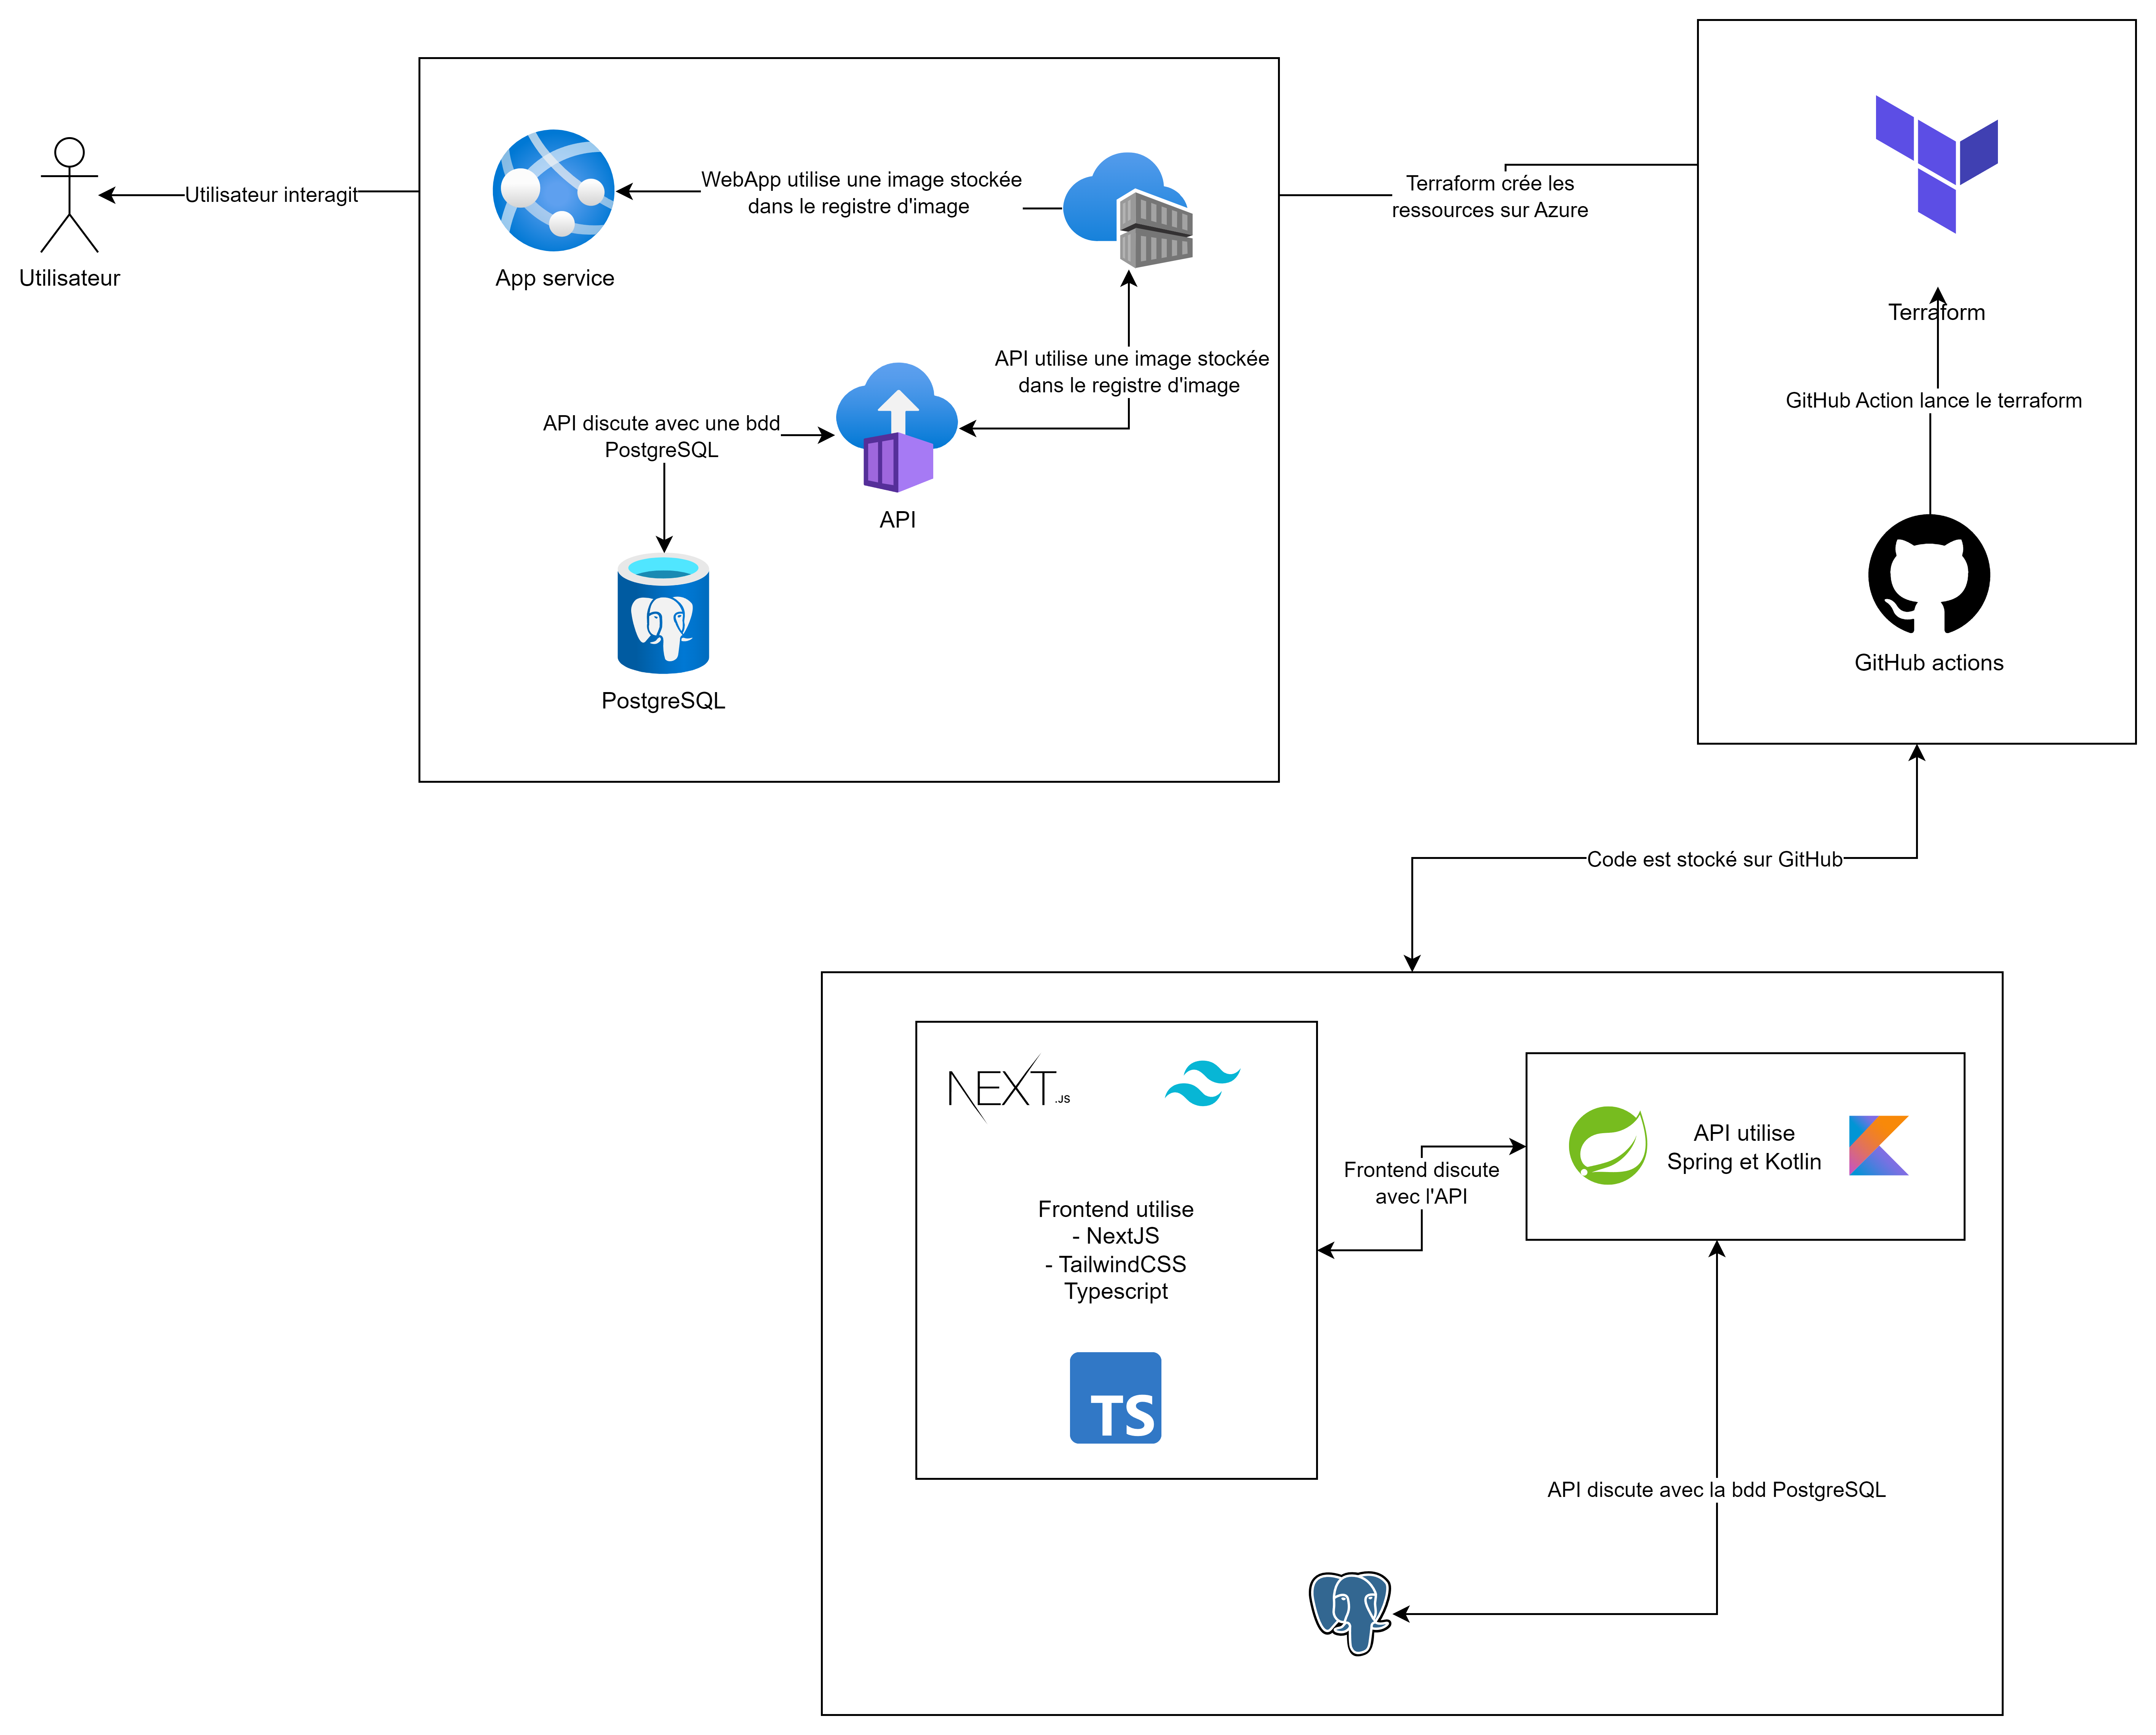 Utilisateur
Utilisateur interagit
App service
WebApp utilise une image stockée
dans le registre d'image
API utilise une image stockée
dans le registre d'image
API discute avec une bdd
PostgreSQL
API
PostgreSQL
Terraform crée les
ressources sur Azure
Terraform
GitHub Action lance le terraform
GitHub actions
Code est stocké sur GitHub
NEXT.JS
Frontend utilise
- NextJS
- TailwindCSS
Typescript
TS
Frontend discute
avec l'API
API utilise
Spring et Kotlin
API discute avec la bdd PostgreSQL